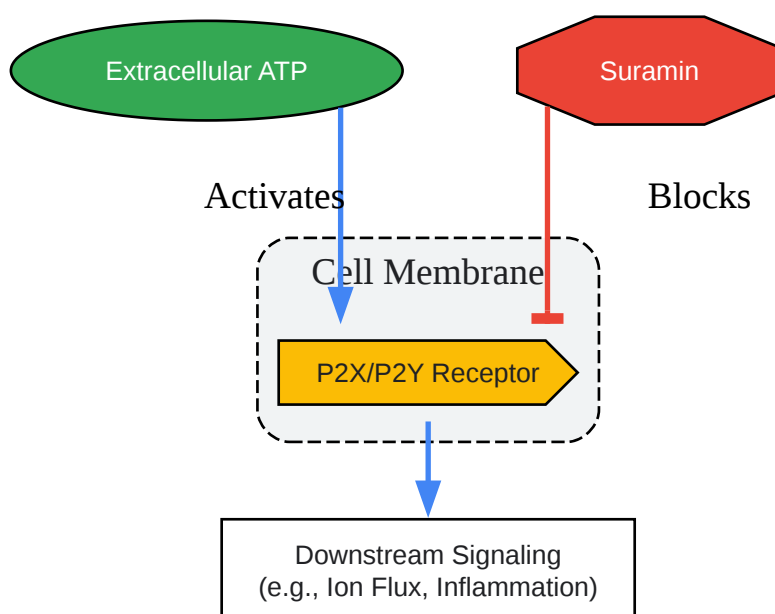 Extracellular ATP
Suramin
Activates
Blocks
Cell Membrane
P2X/P2Y Receptor
Downstream Signaling
(e.g., Ion Flux, Inflammation)